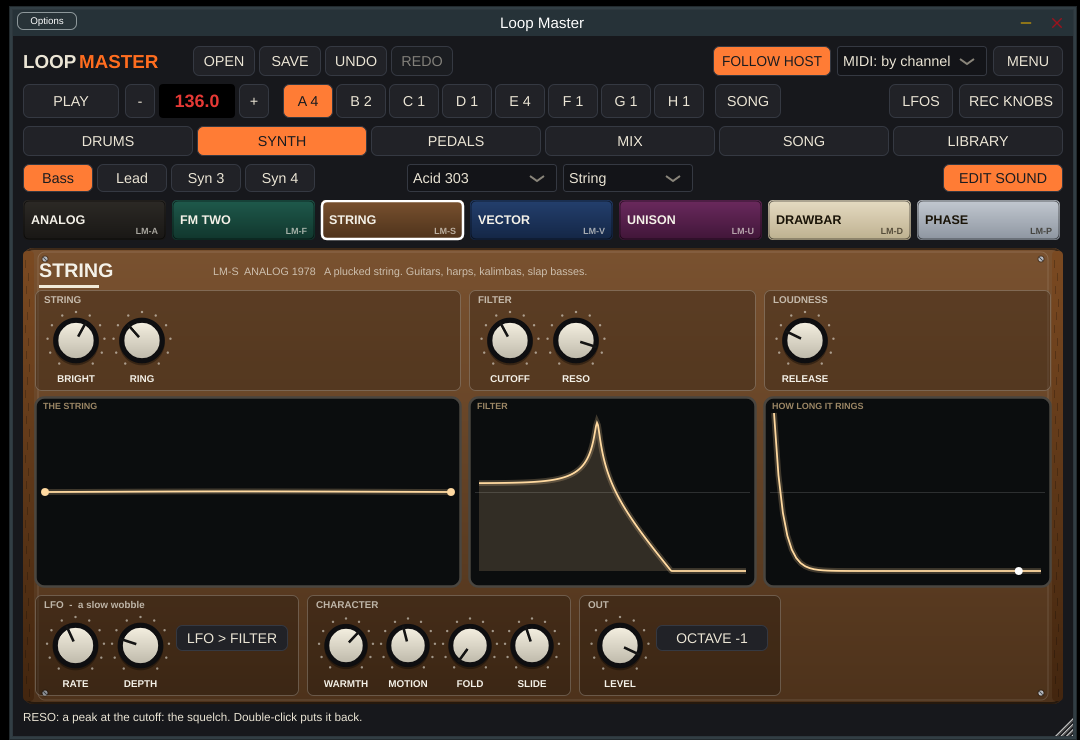 Options
Loop Master
LOOPMASTER OPEN SAVE UNDO REDO FOLLOW HOST MIDI: by channel MENU
PLAY - 136.0 + A 4 B 2 C 1 D 1 E 4 F 1 G 1 H 1 SONG LFOS REC KNOBS
DRUMS SYNTH PEDALS MIX SONG LIBRARY
Bass Lead Syn 3 Syn 4 Acid 303 String EDIT SOUND
ANALOG FM TWO STRING VECTOR UNISON DRAWBAR PHASE
LM-A LM-F LM-S LM-V LM-U LM-D LM-P
STRING LM-S ANALOG 1978 A plucked string. Guitars, harps, kalimbas, slap basses.
STRING FILTER LOUDNESS
BRIGHT RING CUTOFF RESO RELEASE
THE STRING FILTER HOW LONG IT RINGS
LFO - a slow wobble CHARACTER OUT
LFO > FILTER OCTAVE -1
RATE DEPTH WARMTH MOTION FOLD SLIDE LEVEL
RESO: a peak at the cutoff: the squelch. Double-click puts it back.